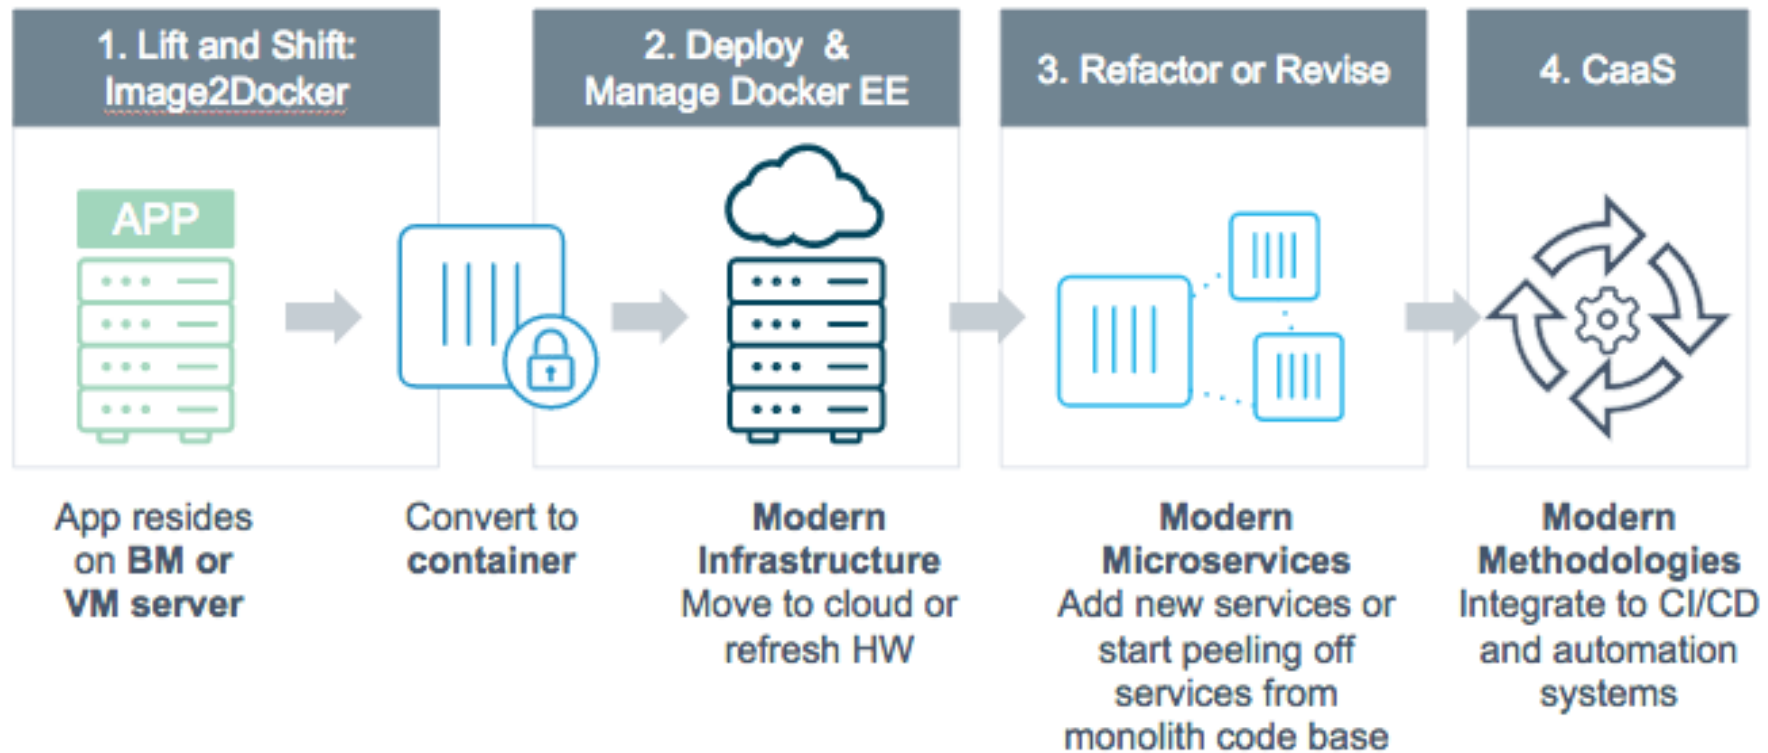 1. Lift and Shift:
Image2Docker
2. Deploy &
Manage Docker EE
3. Refactor or Revise
4. CaaS
APP
App resides
on BM or
VM server
Convert to
container
Modern
Infrastructure
Move to cloud or
refresh HW
Modern
Microservices
Add new services or
start peeling off
services from
monolith code base
Modern
Methodologies
Integrate to CI/CD
and automation
systems